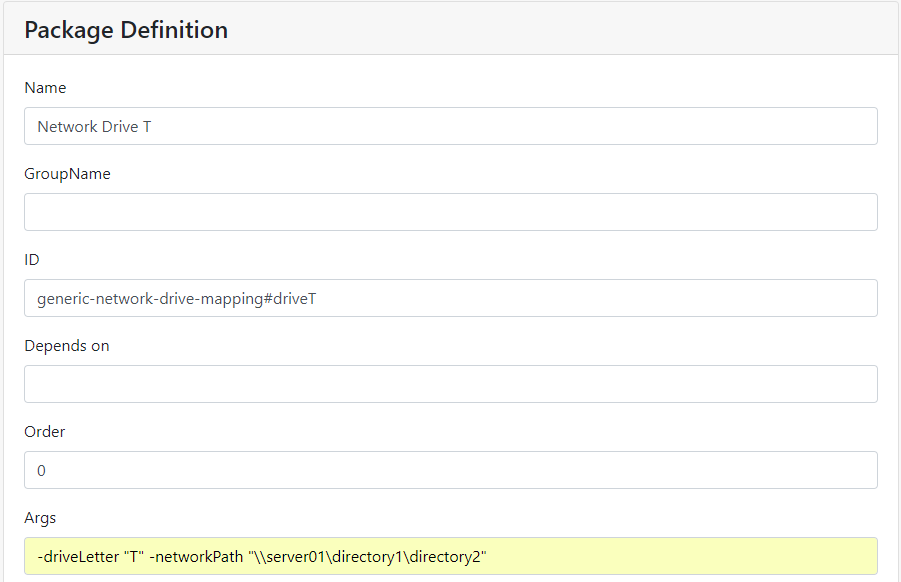 Package Definition
Name
Network Drive T
GroupName
ID
generic-network-drive-mapping#driveT
Depends on
Order
0
Args
-driveLetter "T" -networkPath "\\server01\directory1\directory2"